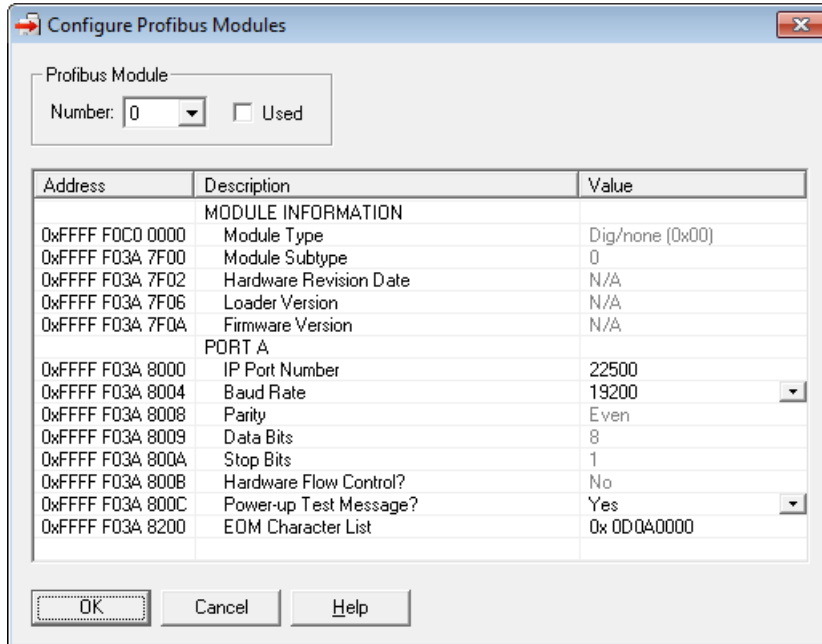 Configure Profibus Modules
Profibus Module
Number: 0 Used
Address Description Value
MODULE INFORMATION
0xFFFF F0C0 0000 Module Type Dig/none (0x00)
0xFFFF F03A 7F00 Module Subtype 0
0xFFFF F03A 7F02 Hardware Revision Date N/A
0xFFFF F03A 7F06 Loader Version N/A
0xFFFF F03A 7F0A Firmware Version N/A
PORT A
0xFFFF F03A 8000 IP Port Number 22500
0xFFFF F03A 8004 Baud Rate 19200
0xFFFF F03A 8008 Parity Even
0xFFFF F03A 8009 Data Bits 8
0xFFFF F03A 800A Stop Bits 1
0xFFFF F03A 800B Hardware Flow Control? No
0xFFFF F03A 800C Power-up Test Message? Yes
0xFFFF F03A 8200 EOM Character List 0x 0D0A0000
OK Cancel Help